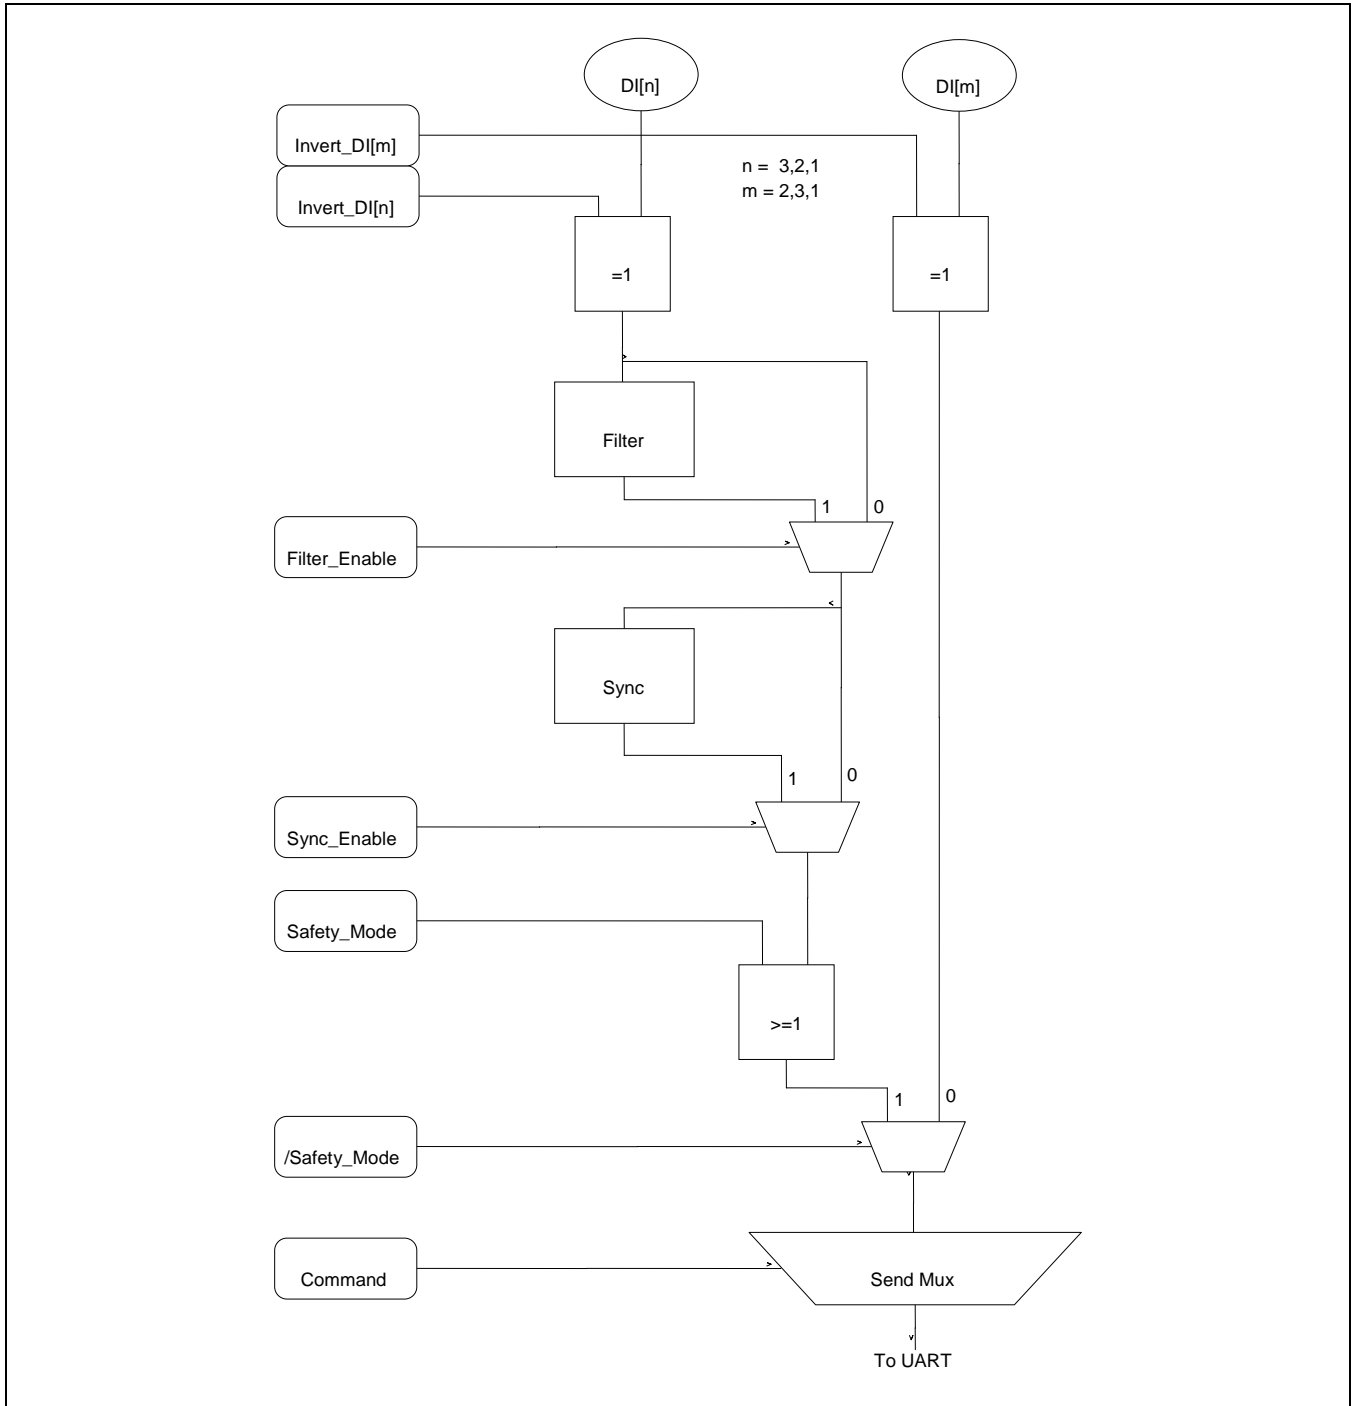 DI[n]
DI[m]
Invert_DI[m]
n = 3,2,1
m = 2,3,1
Invert_DI[n]
=1
=1
Filter
1
0
Filter_Enable
Sync
1
0
Sync_Enable
Safety_Mode
>=1
1
0
/Safety_Mode
Command
Send Mux
To UART